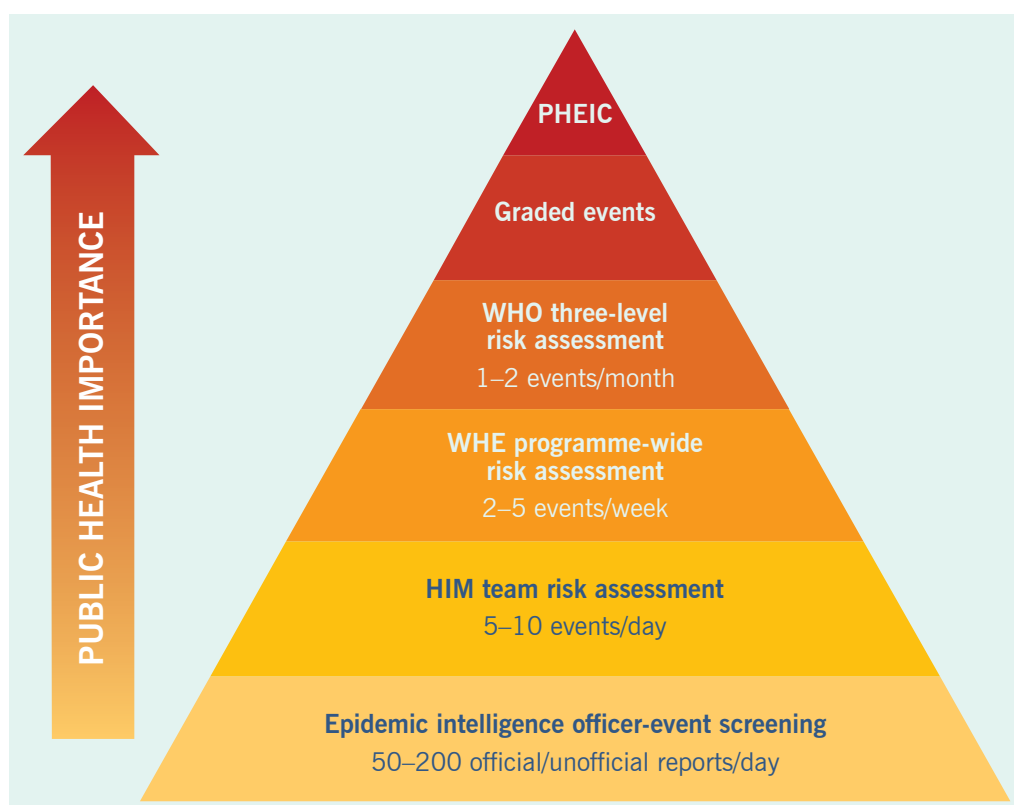 PUBLIC HEALTH IMPORTANCE
PHEIC
Graded events
WHO three-level
risk assessment
1–2 events/month
WHE programme-wide
risk assessment
2–5 events/week
HIM team risk assessment
5–10 events/day
Epidemic intelligence officer-event screening
50–200 official/unofficial reports/day